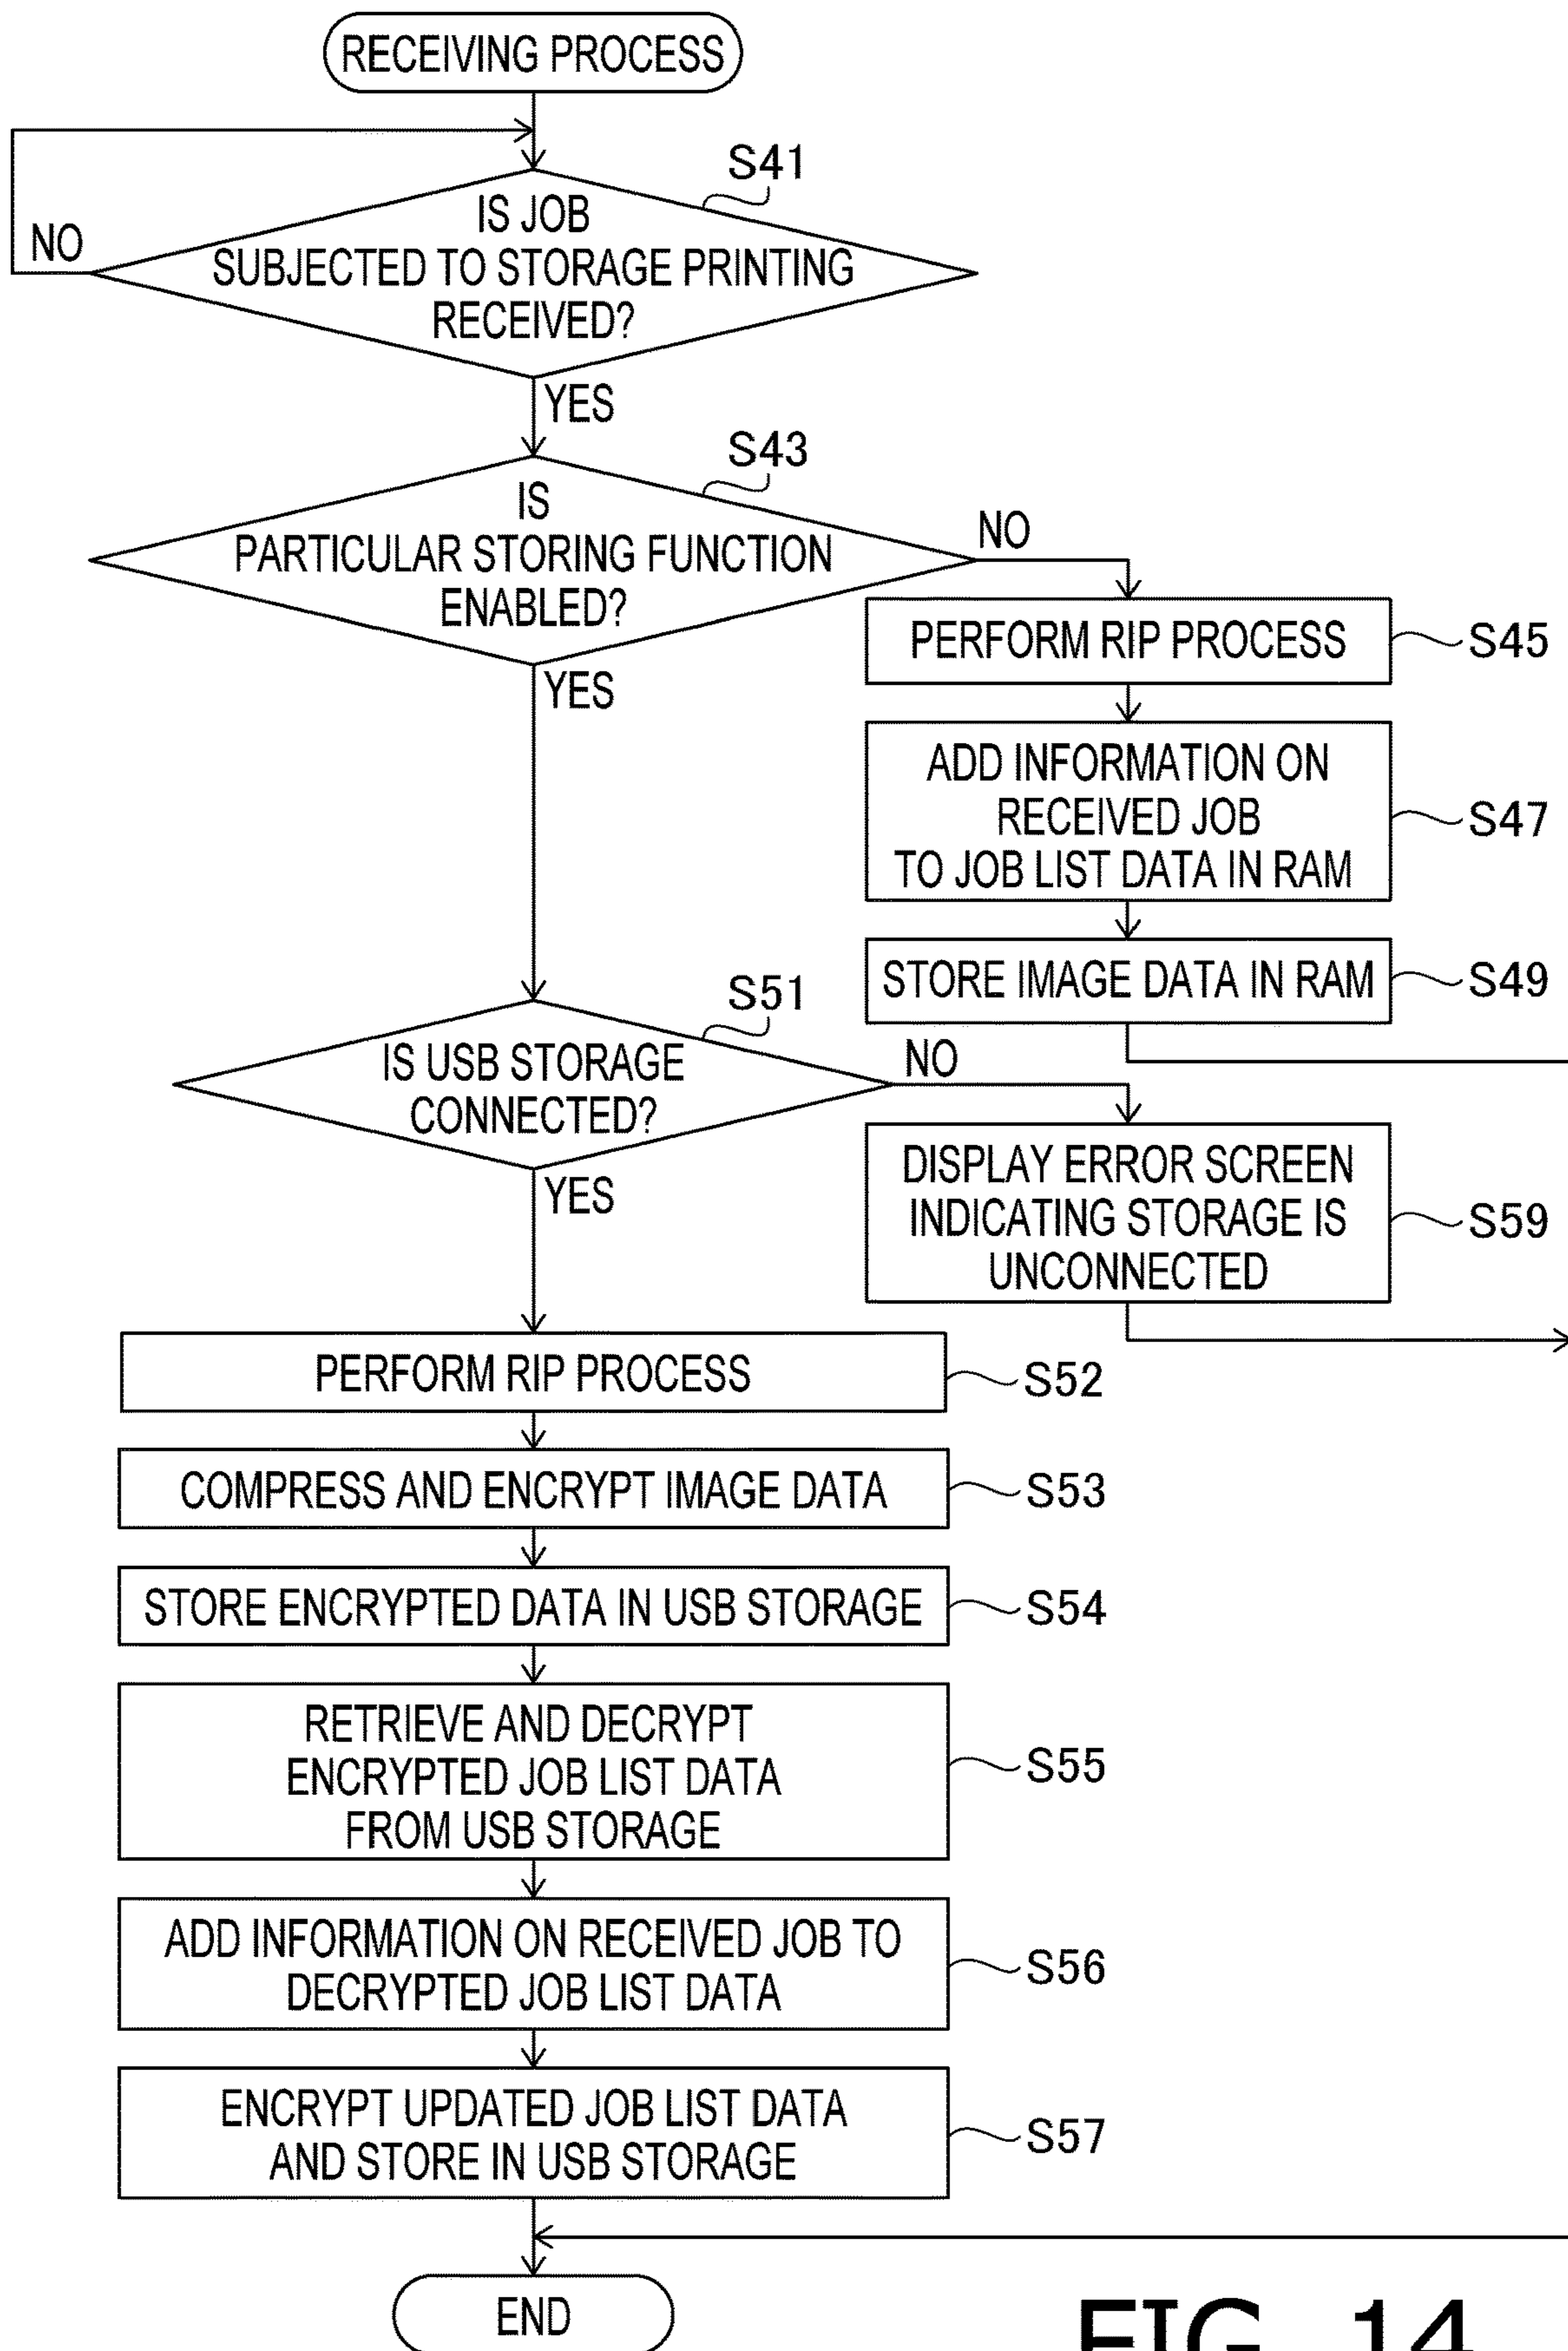 RECEIVING PROCESS
S41
IS JOB
SUBJECTED TO STORAGE PRINTING
RECEIVED?
NO
YES
S43
IS
PARTICULAR STORING FUNCTION
ENABLED?
NO
YES
PERFORM RIP PROCESS
S45
ADD INFORMATION ON
RECEIVED JOB
TO JOB LIST DATA IN RAM
S47
STORE IMAGE DATA IN RAM
S49
S51
IS USB STORAGE
CONNECTED?
NO
YES
DISPLAY ERROR SCREEN
INDICATING STORAGE IS
UNCONNECTED
S59
PERFORM RIP PROCESS
S52
COMPRESS AND ENCRYPT IMAGE DATA
S53
STORE ENCRYPTED DATA IN USB STORAGE
S54
RETRIEVE AND DECRYPT
ENCRYPTED JOB LIST DATA
FROM USB STORAGE
S55
ADD INFORMATION ON RECEIVED JOB TO
DECRYPTED JOB LIST DATA
S56
ENCRYPT UPDATED JOB LIST DATA
AND STORE IN USB STORAGE
S57
END
FIG. 14